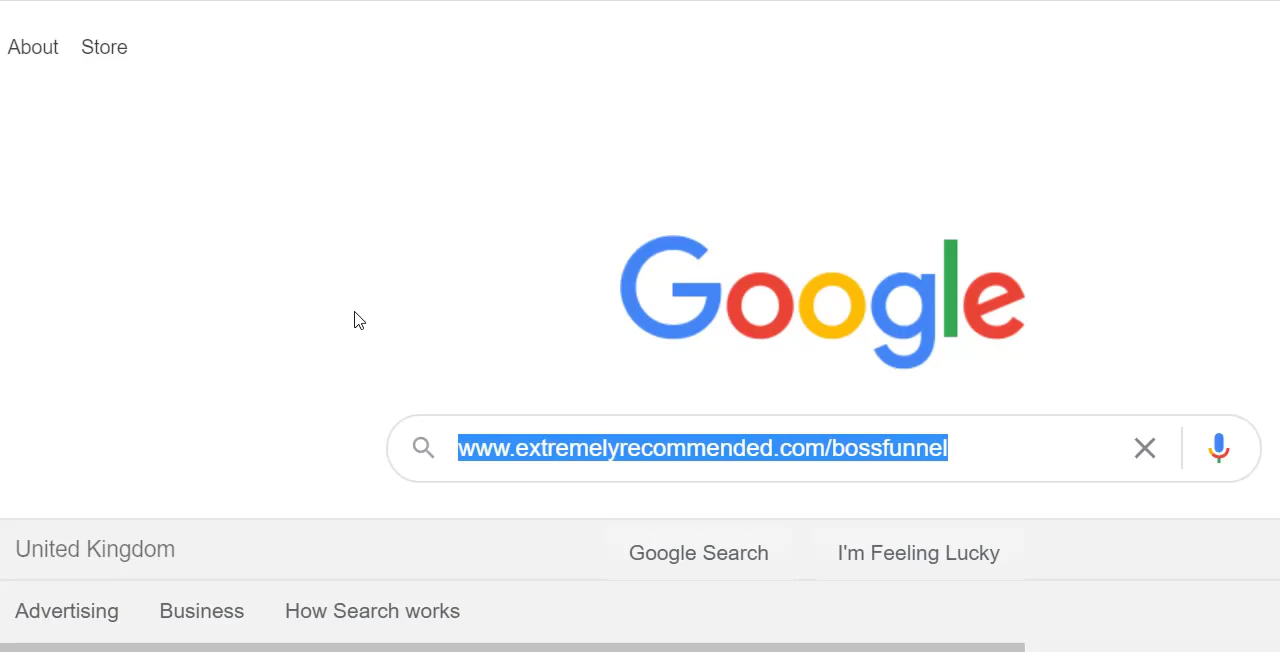 About Store
Google
www.extremelyrecommended.com/bossfunnel
United Kingdom
Google Search I'm Feeling Lucky
Advertising Business How Search works